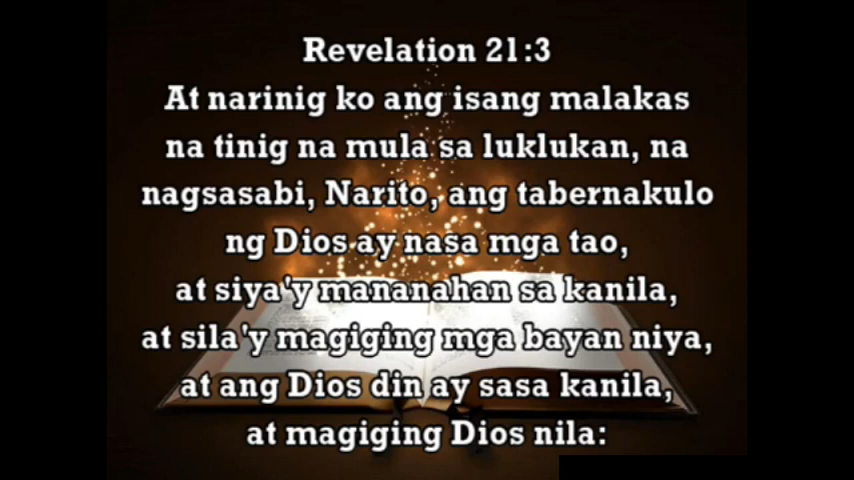 Revelation 21:3
At narinig ko ang isang malakas
na tinig na mula sa luklukan, na
nagsasabi, Narito, ang tabernakulo
ng Dios ay nasa mga tao,
at siya'y mananahan sa kanila,
at sila'y magiging mga bayan niya,
at ang Dios din ay sasa kanila,
at magiging Dios nila: